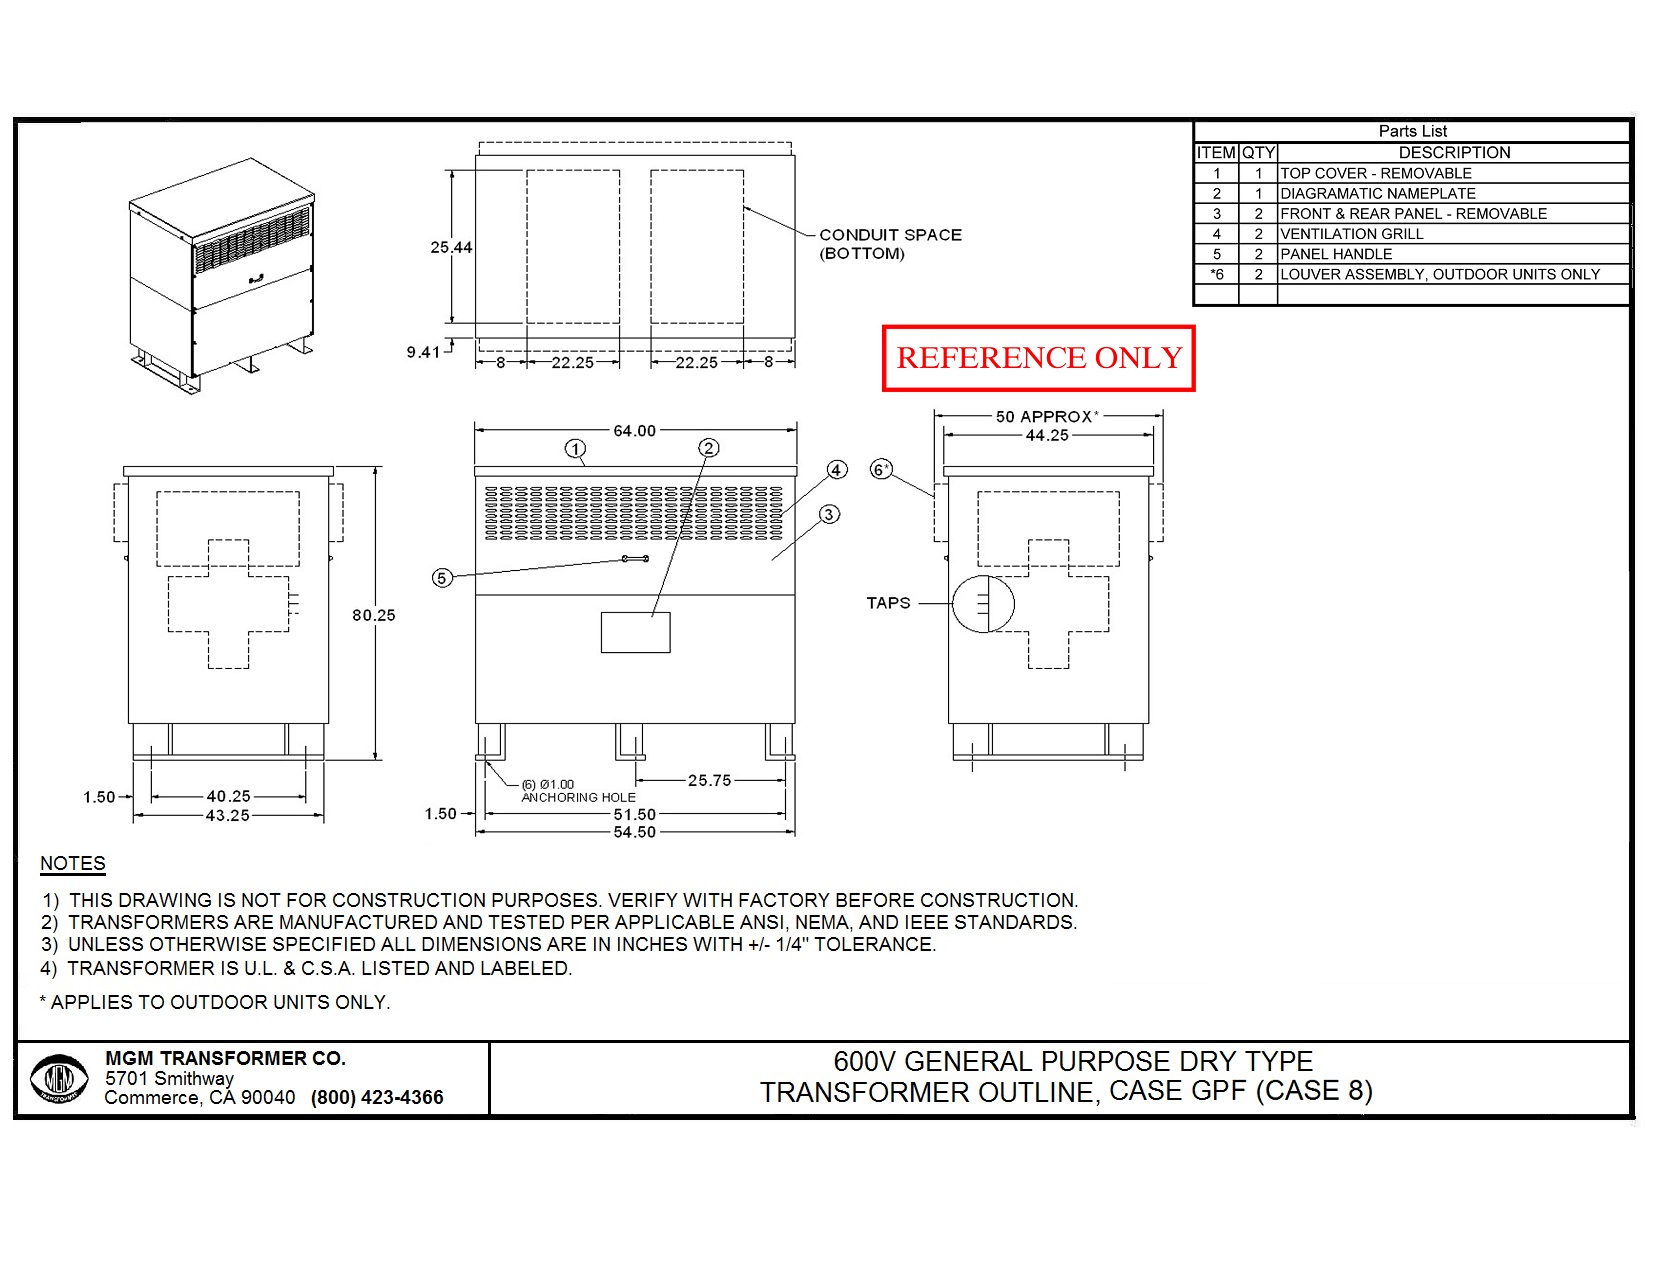 Parts List
ITEM QTY DESCRIPTION
1 1 TOP COVER - REMOVABLE
2 1 DIAGRAMATIC NAMEPLATE
3 2 FRONT & REAR PANEL - REMOVABLE
4 2 VENTILATION GRILL
5 2 PANEL HANDLE
*6 2 LOUVER ASSEMBLY, OUTDOOR UNITS ONLY
25.44
CONDUIT SPACE
(BOTTOM)
9.41
8 22.25 22.25 8
REFERENCE ONLY
50 APPROX*
64.00
44.25
1 2
4 6*
3
5
TAPS
80.25
25.75
(6) Ø1.00
ANCHORING HOLE
1.50 40.25
43.25
1.50 51.50
54.50
NOTES
1) THIS DRAWING IS NOT FOR CONSTRUCTION PURPOSES. VERIFY WITH FACTORY BEFORE CONSTRUCTION.
2) TRANSFORMERS ARE MANUFACTURED AND TESTED PER APPLICABLE ANSI, NEMA, AND IEEE STANDARDS.
3) UNLESS OTHERWISE SPECIFIED ALL DIMENSIONS ARE IN INCHES WITH +/- 1/4" TOLERANCE.
4) TRANSFORMER IS U.L. & C.S.A. LISTED AND LABELED.
* APPLIES TO OUTDOOR UNITS ONLY.
MGM
TRANSFORMERS
MGM TRANSFORMER CO.
5701 Smithway
Commerce, CA 90040 (800) 423-4366
600V GENERAL PURPOSE DRY TYPE
TRANSFORMER OUTLINE, CASE GPF (CASE 8)